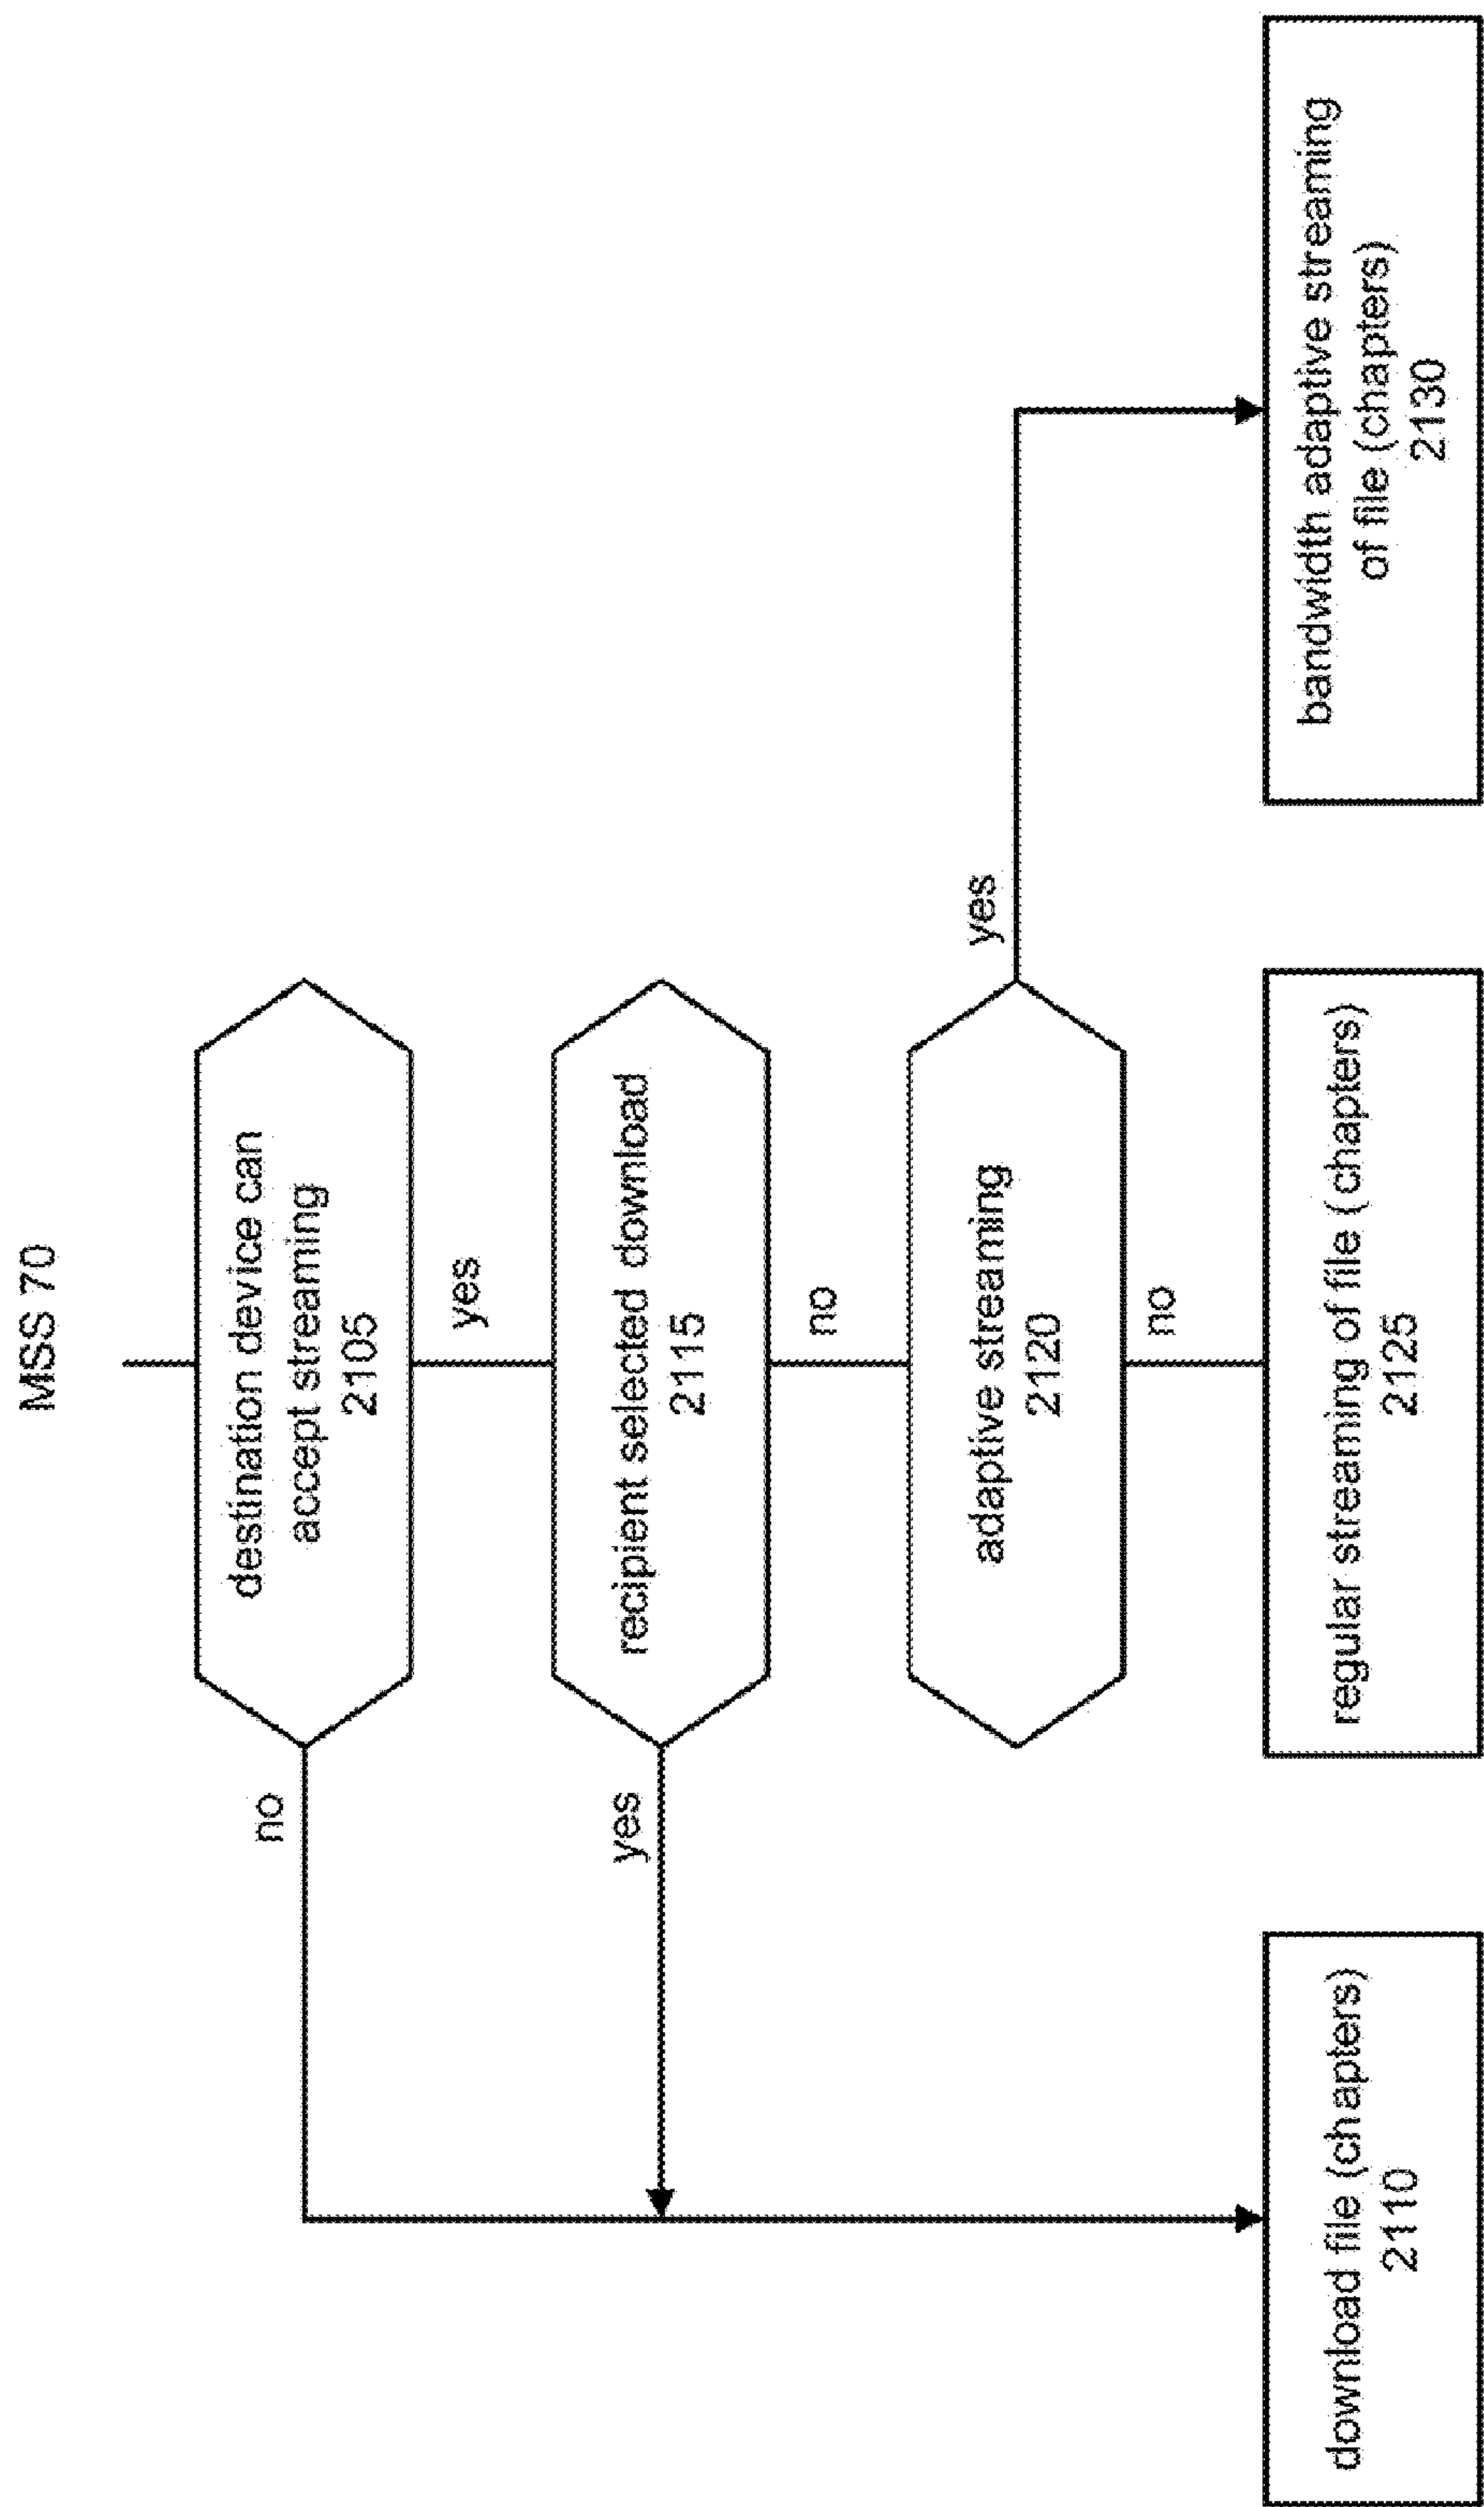 MSS 70
destination device can
accept streaming
2105
no
yes
recipient selected download
2115
yes
no
adaptive streaming
2120
yes
no
download file (chapters)
2110
regular streaming of file ( chapters)
2125
bandwidth adaptive streaming
of file (chapters)
2130